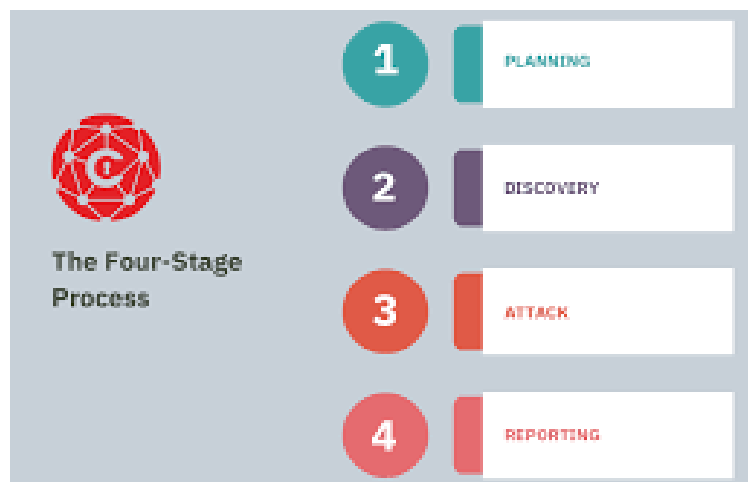 The Four-Stage
Process
1
PLANNING
2
DISCOVERY
3
ATTACK
4
REPORTING